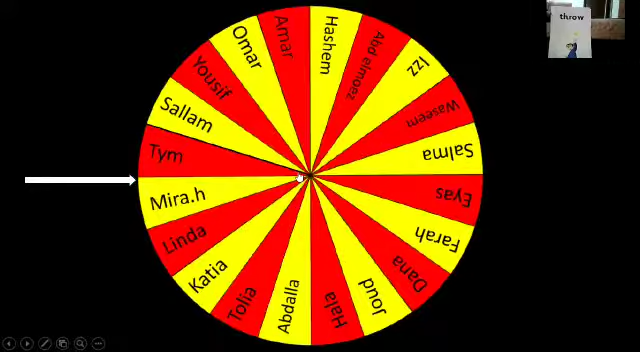 throw
Hashem
Abd elmoez
Izz
Waseem
Salma
Eyas
Farah
Dana
Joud
Hala
Abdalla
Tolia
Katia
Linda
Mira.h
Tym
Sallam
Yousif
Omar
Amar